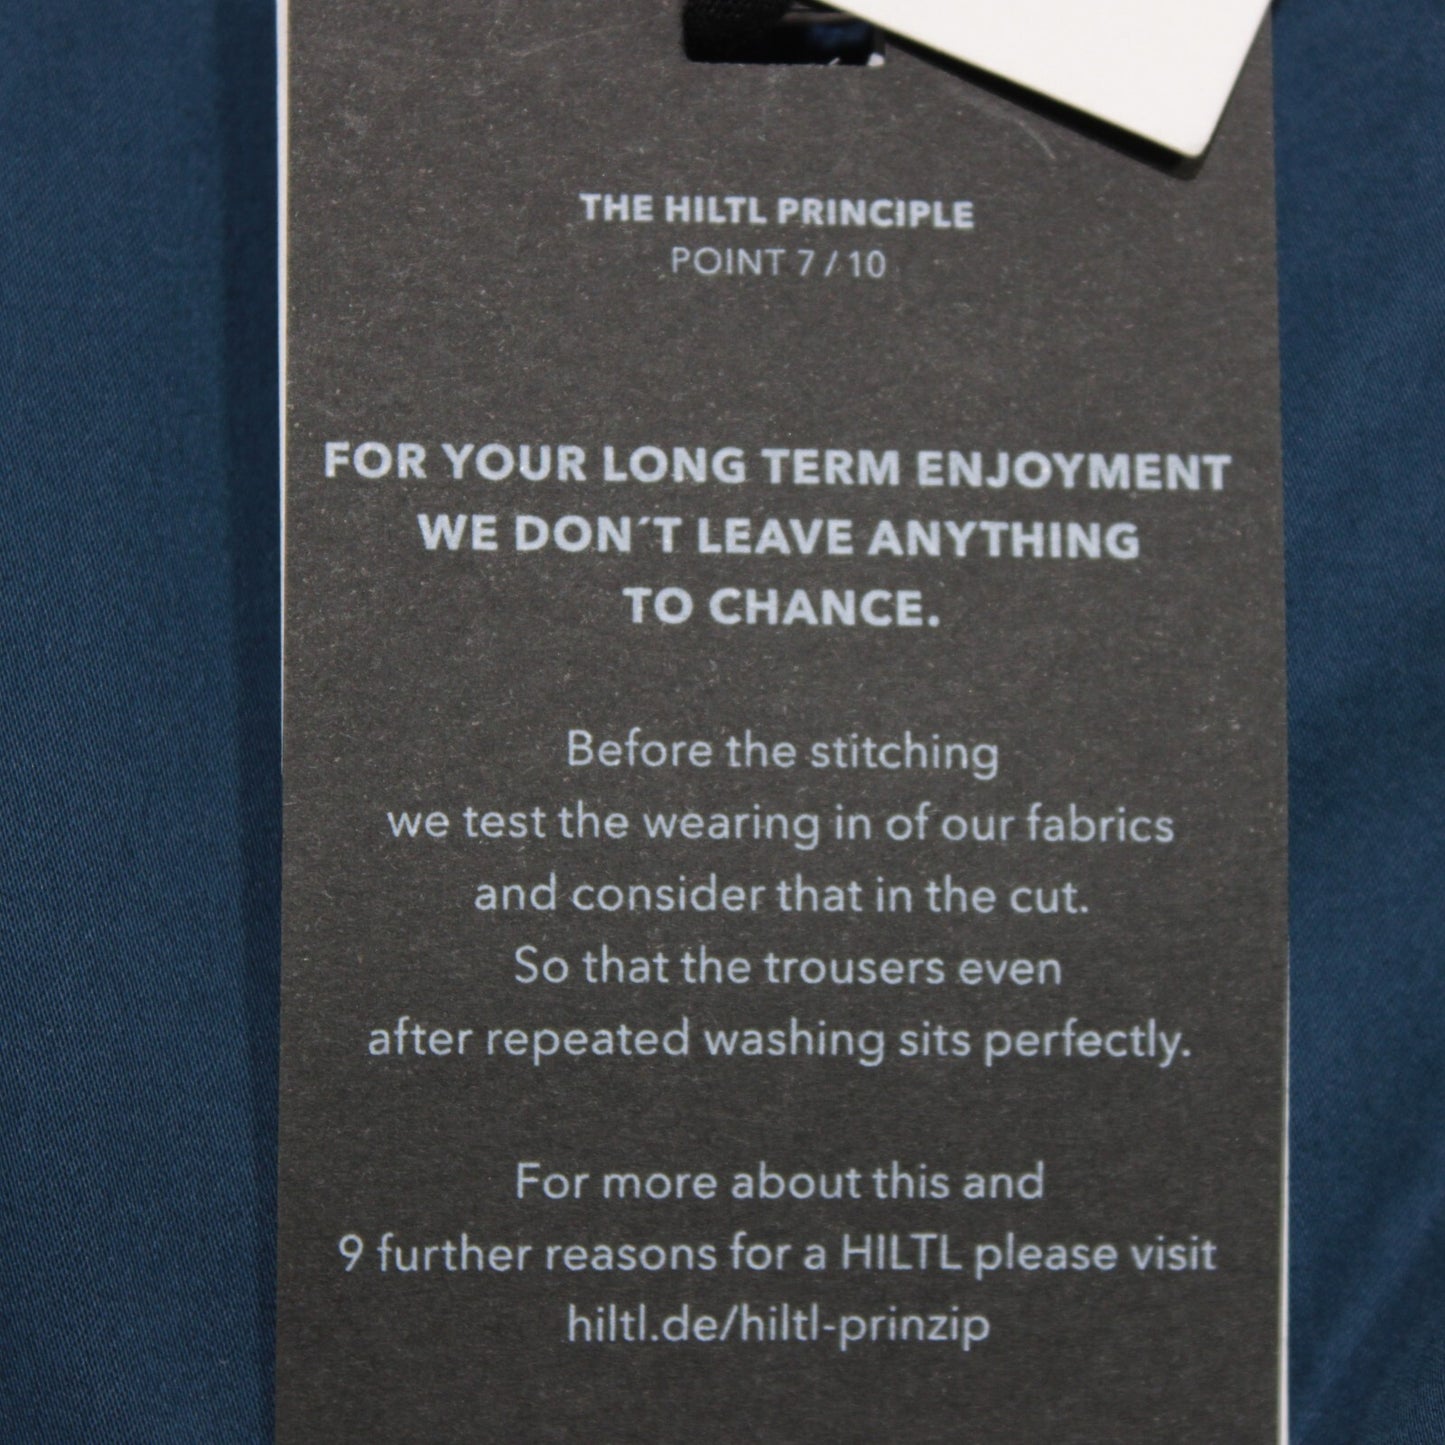 THE HILTL PRINCIPLE
POINT 7 / 10
FOR YOUR LONG TERM ENJOYMENT
WE DON´T LEAVE ANYTHING
TO CHANCE.
Before the stitching
we test the wearing in of our fabrics
and consider that in the cut.
So that the trousers even
after repeated washing sits perfectly.
For more about this and
9 further reasons for a HILTL please visit
hiltl.de/hiltl-prinzip